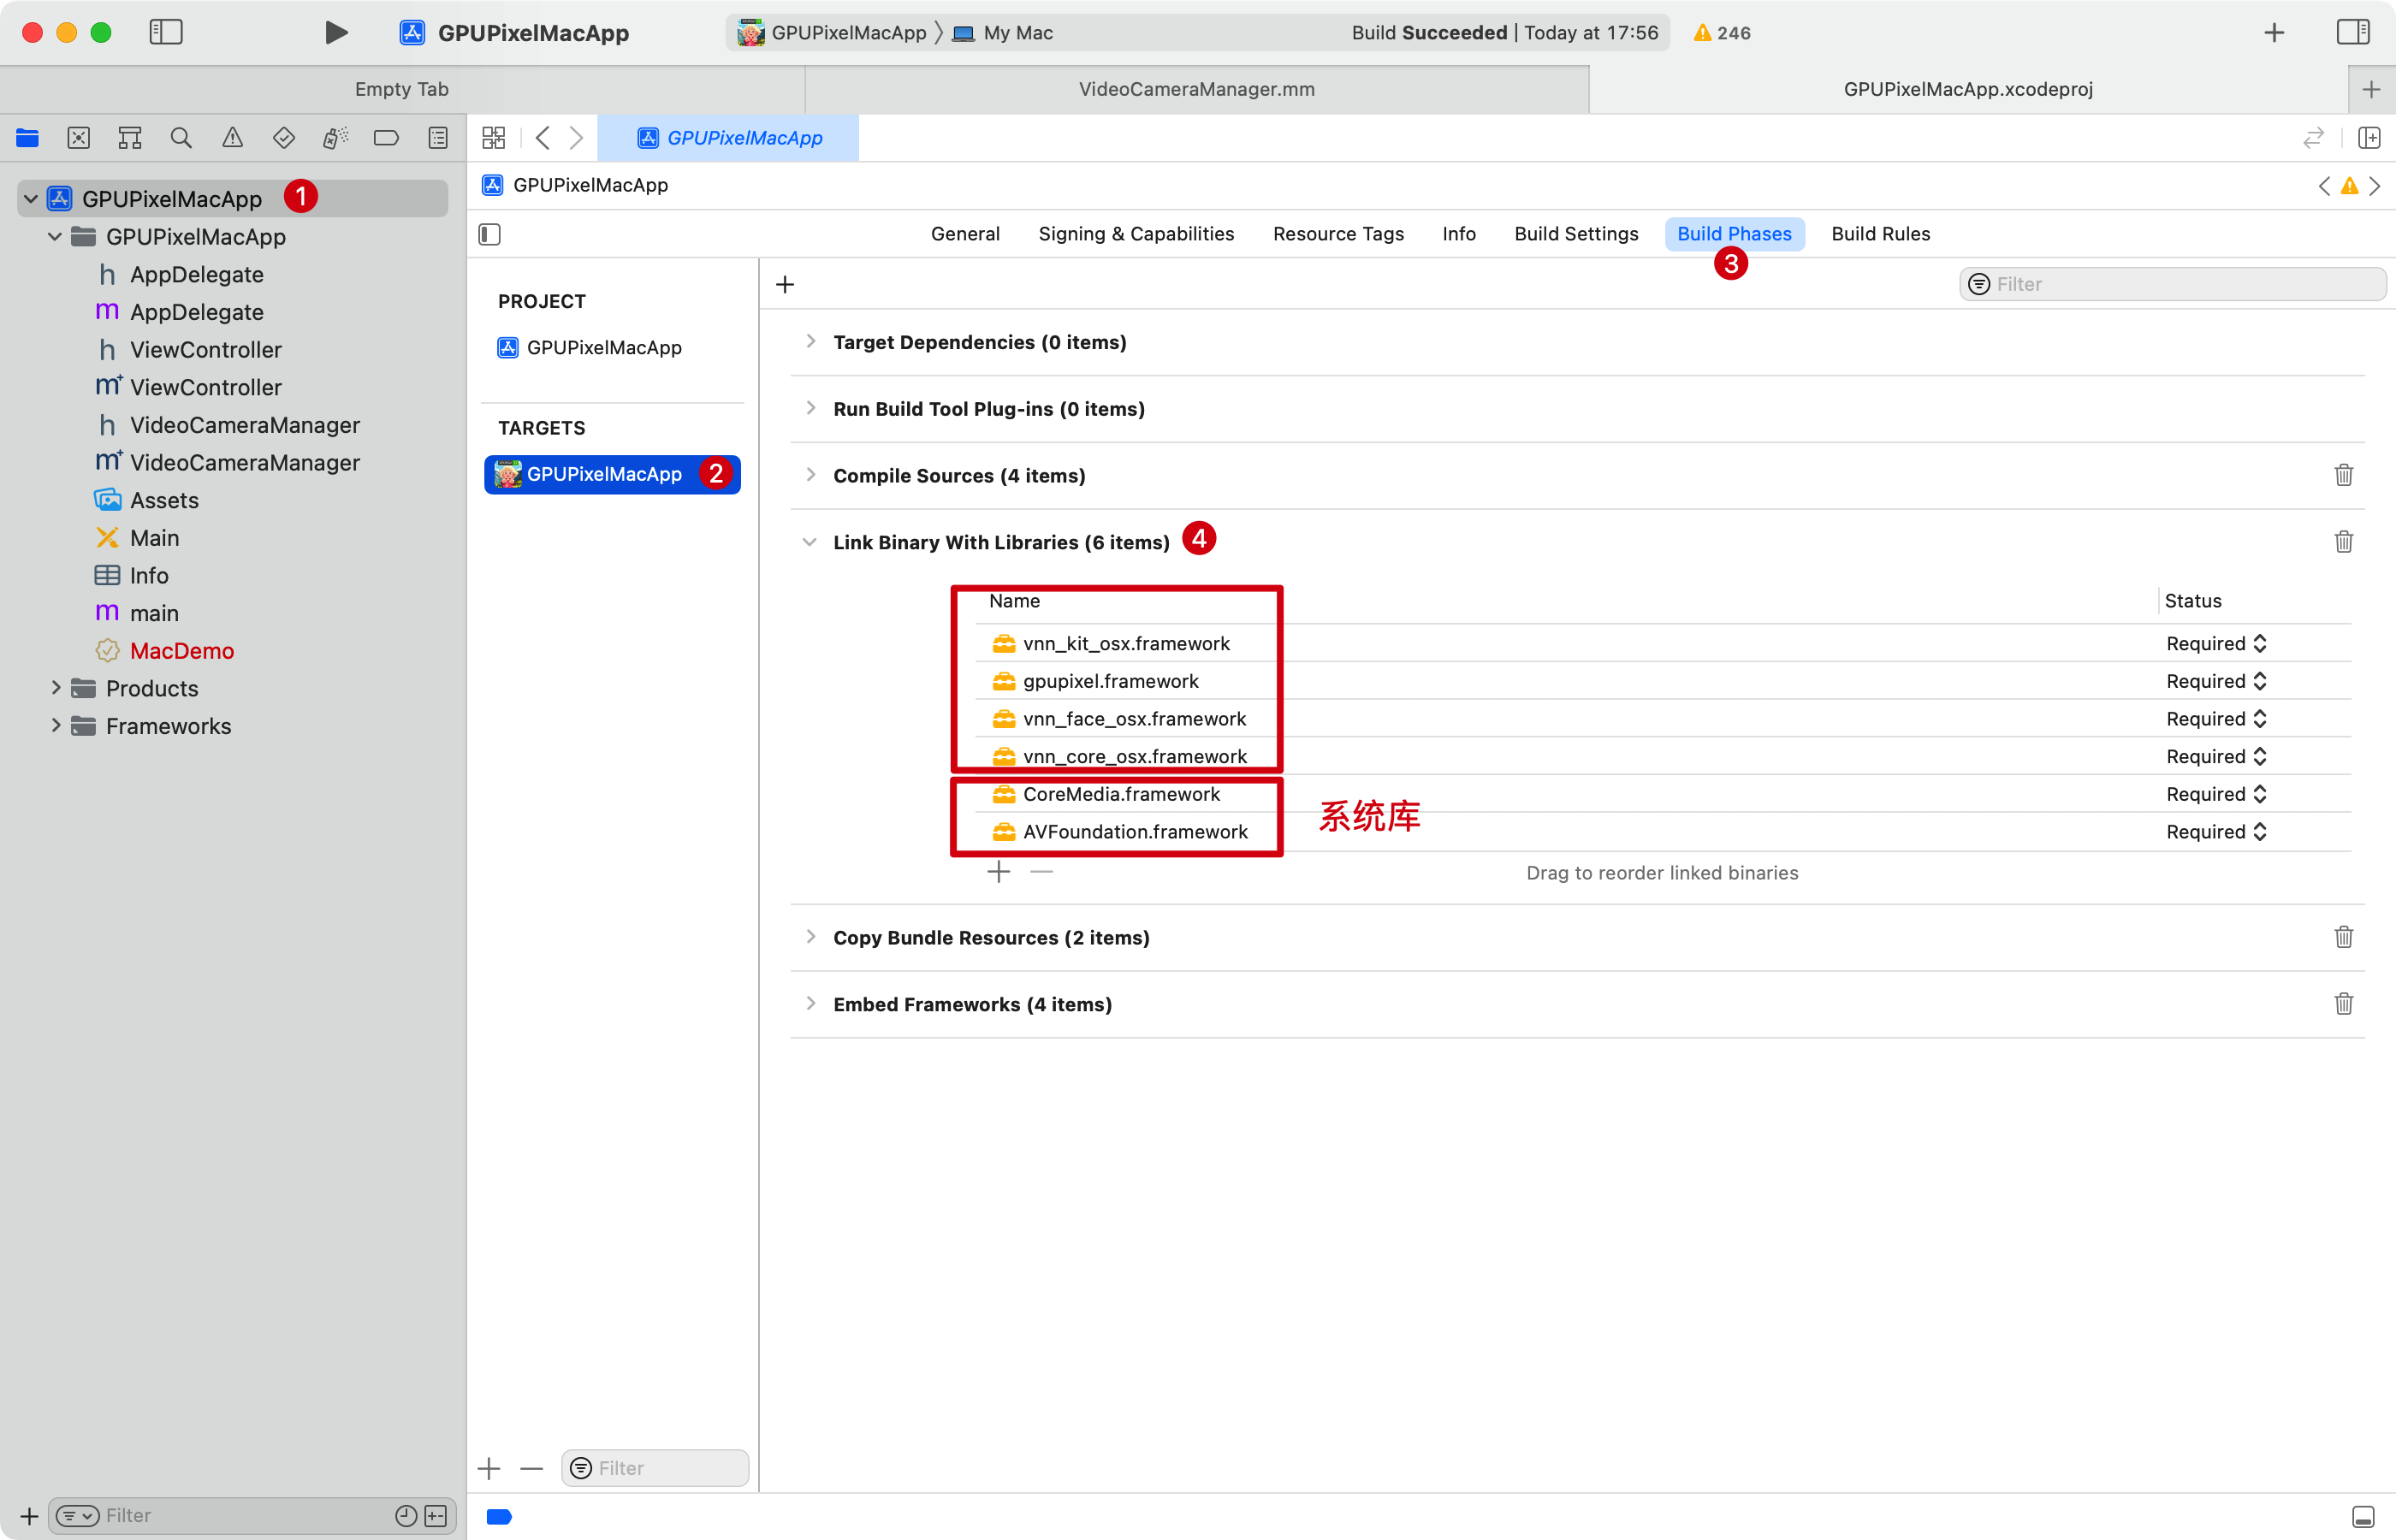 GPUPixelMacApp
GPUPixelMacApp 〉 My Mac
Build Succeeded | Today at 17:56
246
Empty Tab
VideoCameraManager.mm
GPUPixelMacApp.xcodeproj
GPUPixelMacApp
GPUPixelMacApp 1
GPUPixelMacApp
AppDelegate
AppDelegate
ViewController
ViewController
VideoCameraManager
VideoCameraManager
Assets
Main
Info
main
MacDemo
Products
Frameworks
Filter
GPUPixelMacApp
General Signing & Capabilities Resource Tags Info Build Settings Build Phases Build Rules
3
PROJECT
GPUPixelMacApp
TARGETS
GPUPixelMacApp 2
Filter
Filter
Target Dependencies (0 items)
Run Build Tool Plug-ins (0 items)
Compile Sources (4 items)
Link Binary With Libraries (6 items) 4
Name Status
vnn_kit_osx.framework Required
gpupixel.framework Required
vnn_face_osx.framework Required
vnn_core_osx.framework Required
CoreMedia.framework Required
系统库
AVFoundation.framework Required
Drag to reorder linked binaries
Copy Bundle Resources (2 items)
Embed Frameworks (4 items)